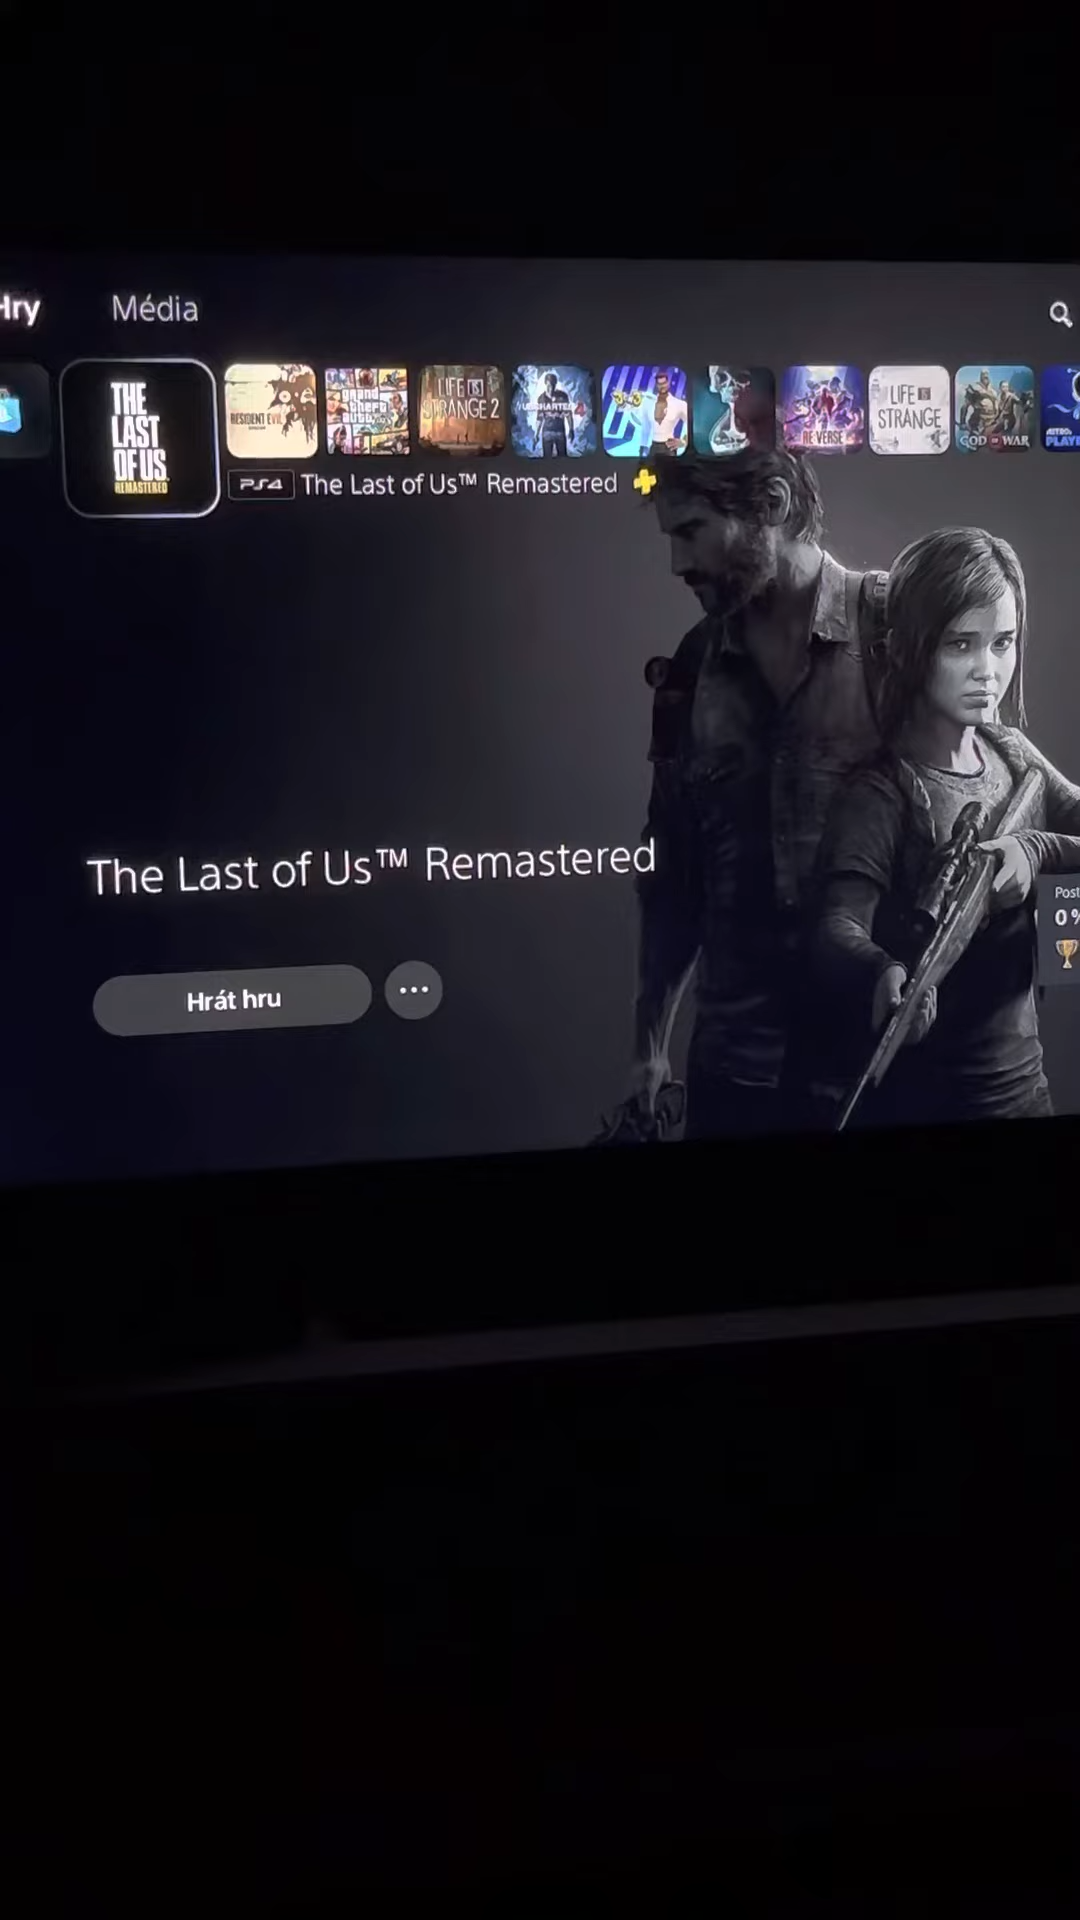 Hry
Média
THE
LAST
OF US
REMASTERED
RESIDENT EVIL
grand
theft
auto
LIFE IS
STRANGE 2
UNCHARTED 4
RE:VERSE
LIFE IS
STRANGE
GOD OF WAR
ASTRO
PS4 The Last of Us™ Remastered
The Last of Us™ Remastered
Post
0 %
Hrát hru